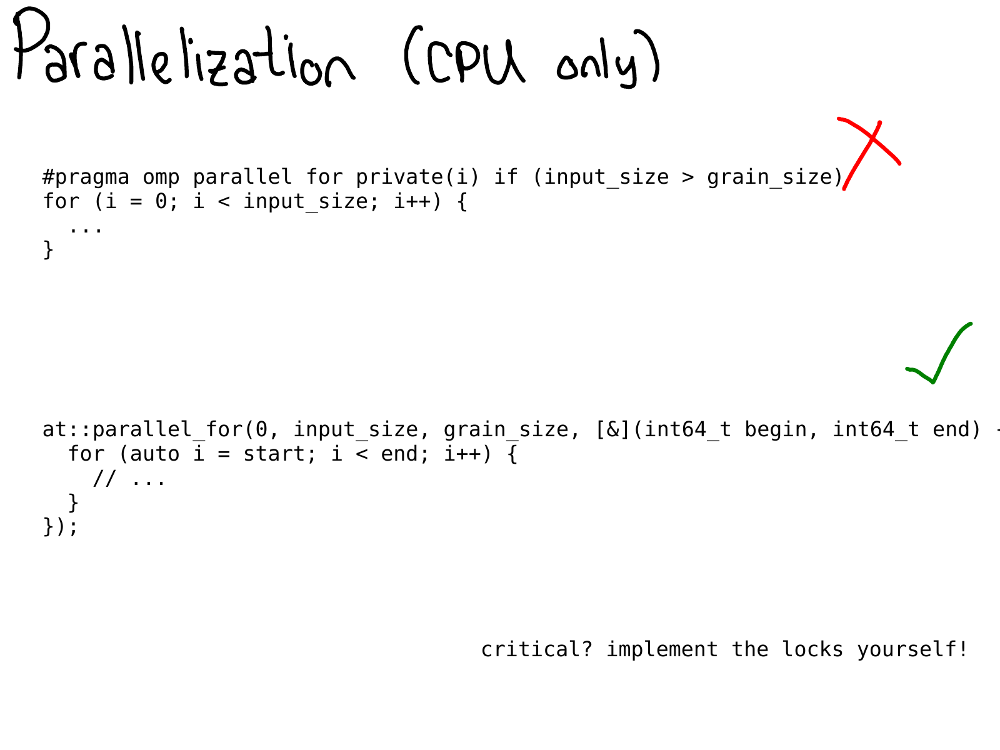 Parallelization (CPU only)
#pragma omp parallel for private(i) if (input_size > grain_size)
for (i = 0; i < input_size; i++) {
  ...
}
at::parallel_for(0, input_size, grain_size, [&](int64_t begin, int64_t end) {
  for (auto i = start; i < end; i++) {
    // ...
  }
});
critical? implement the locks yourself!